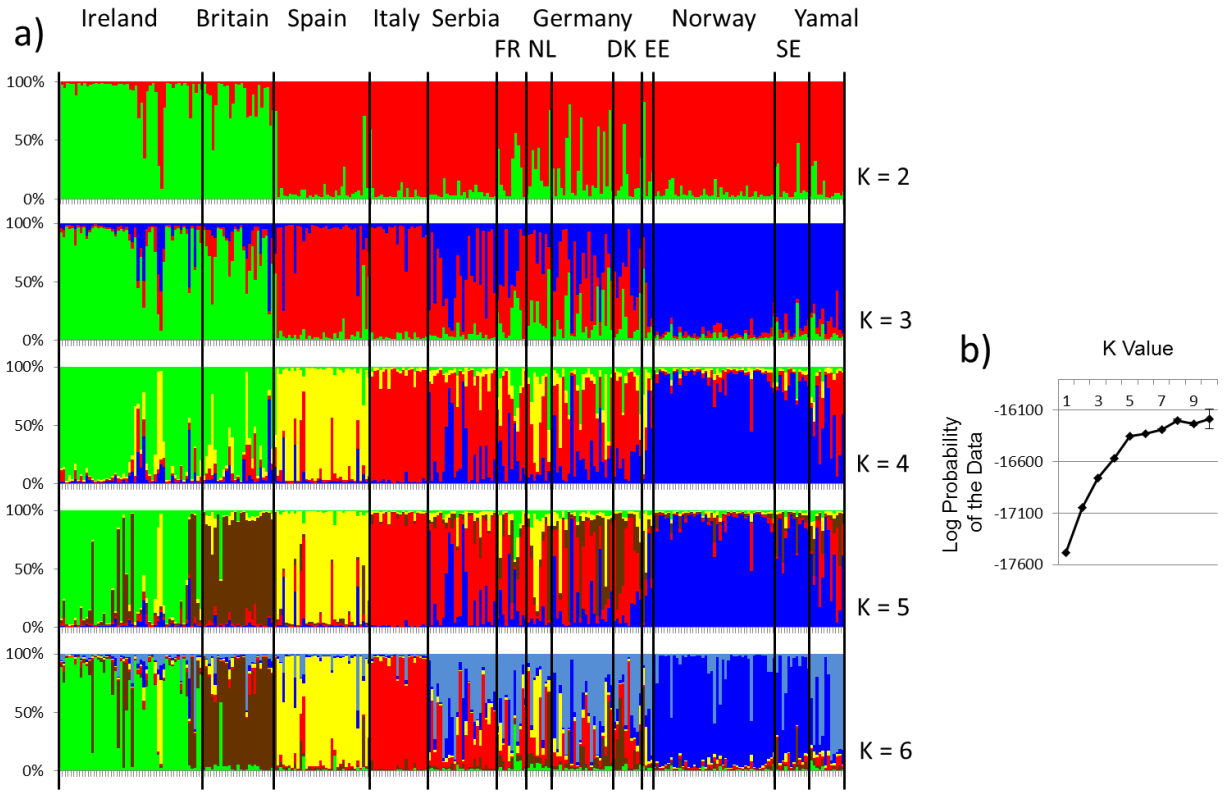 a)
Ireland Britain Spain Italy Serbia Germany Norway Yamal
FR NL DK EE SE
100%
50%
0%
K = 2
100%
50%
0%
K = 3
100%
50%
0%
K = 4
100%
50%
0%
K = 5
100%
50%
0%
K = 6
b)
K Value
1 3 5 7 9
-16100
-16600
-17100
-17600
Log Probability
of the Data